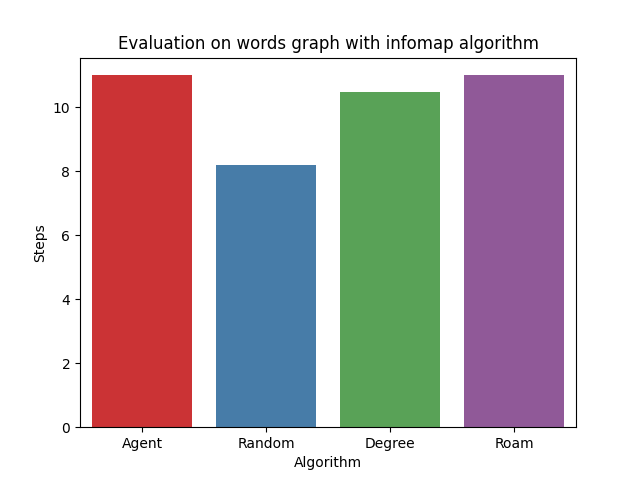 Evaluation on words graph with infomap algorithm
10
8
6
4
2
0
Steps
Agent Random Degree Roam
Algorithm